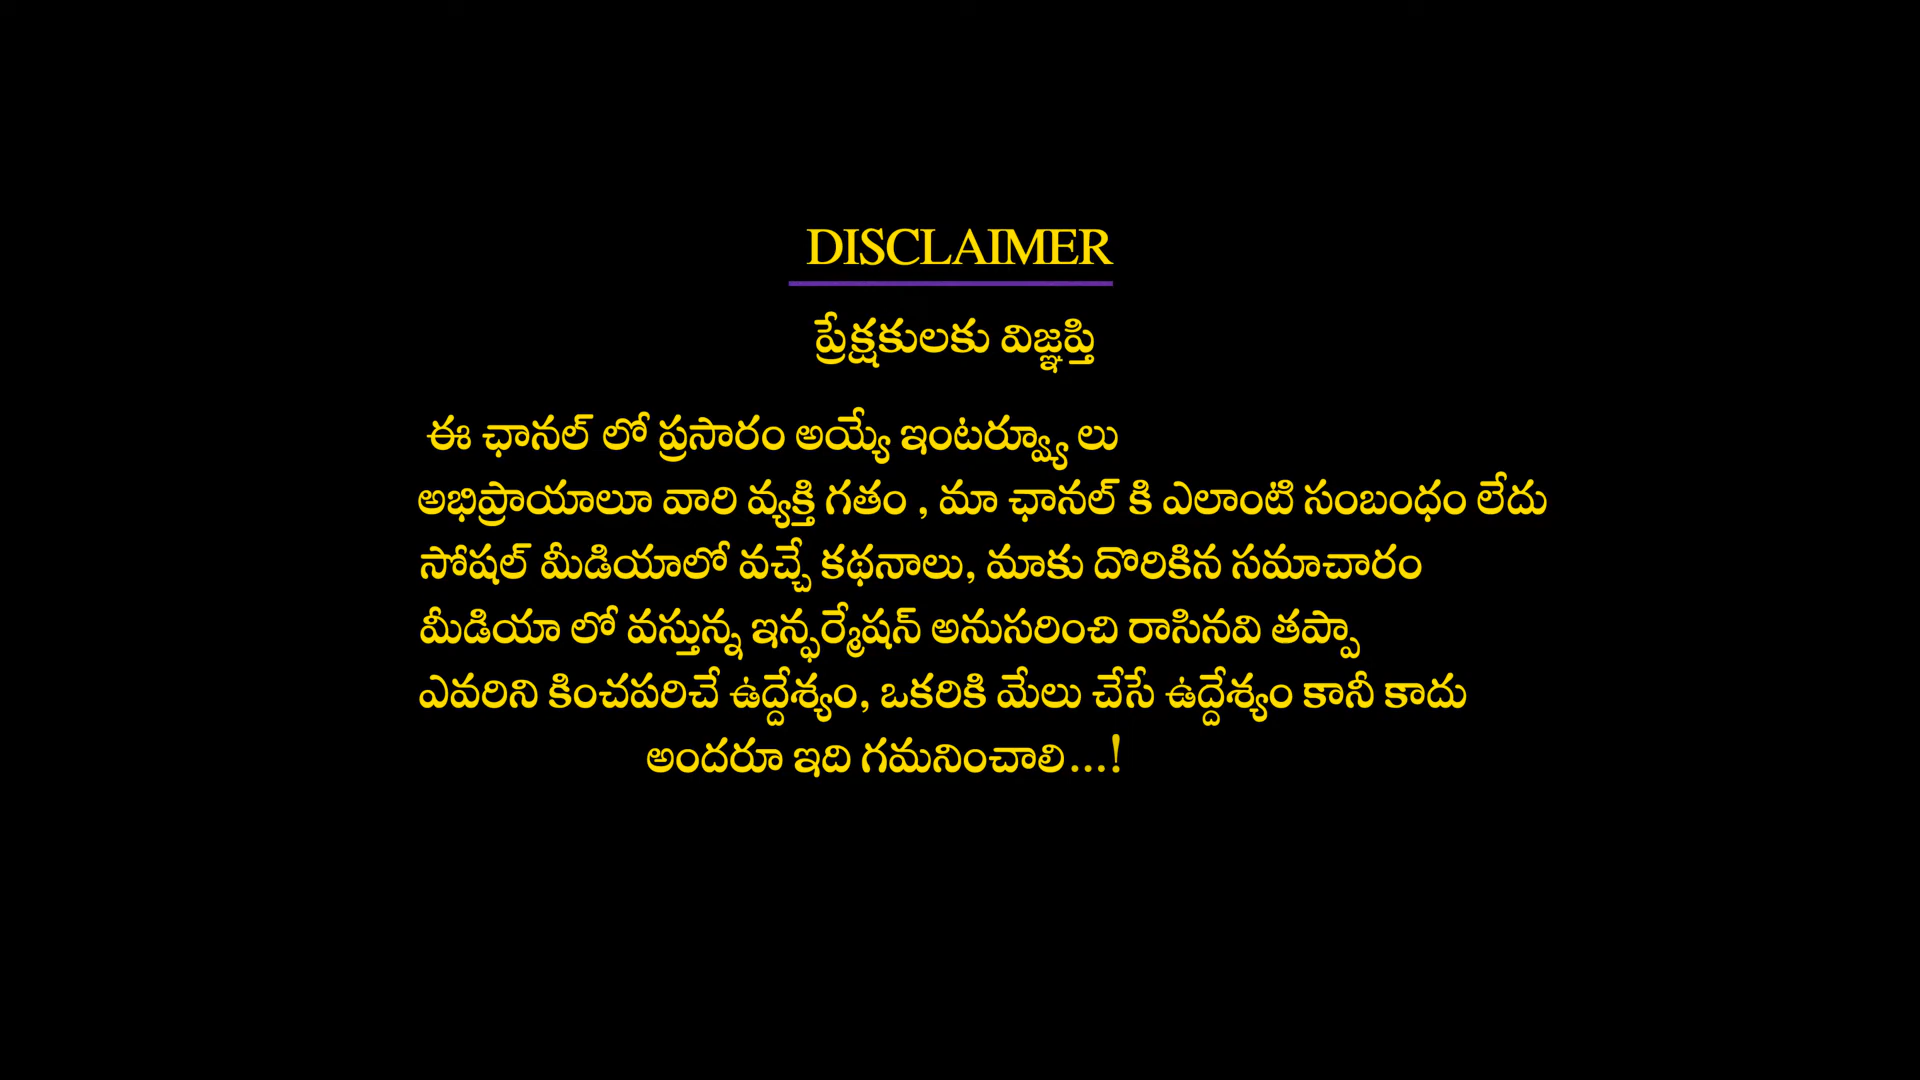 DISCLAIMER
ప్రేక్షకులకు విజ్ఞప్తి
ఈ ఛానల్ లో ప్రసారం అయ్యే ఇంటర్వ్యూ లు
అభిప్రాయాలూ వారి వ్యక్తి గతం , మా ఛానల్ కి ఎలాంటి సంబంధం లేదు
సోషల్ మీడియాలో వచ్చే కథనాలు, మాకు దొరికిన సమాచారం
మీడియా లో వస్తున్న ఇన్ఫర్మేషన్ అనుసరించి రాసినవి తప్పా
ఎవరిని కించపరిచే ఉద్దేశ్యం, ఒకరికి మేలు చేసే ఉద్దేశ్యం కానీ కాదు
అందరూ ఇది గమనించాలి...!